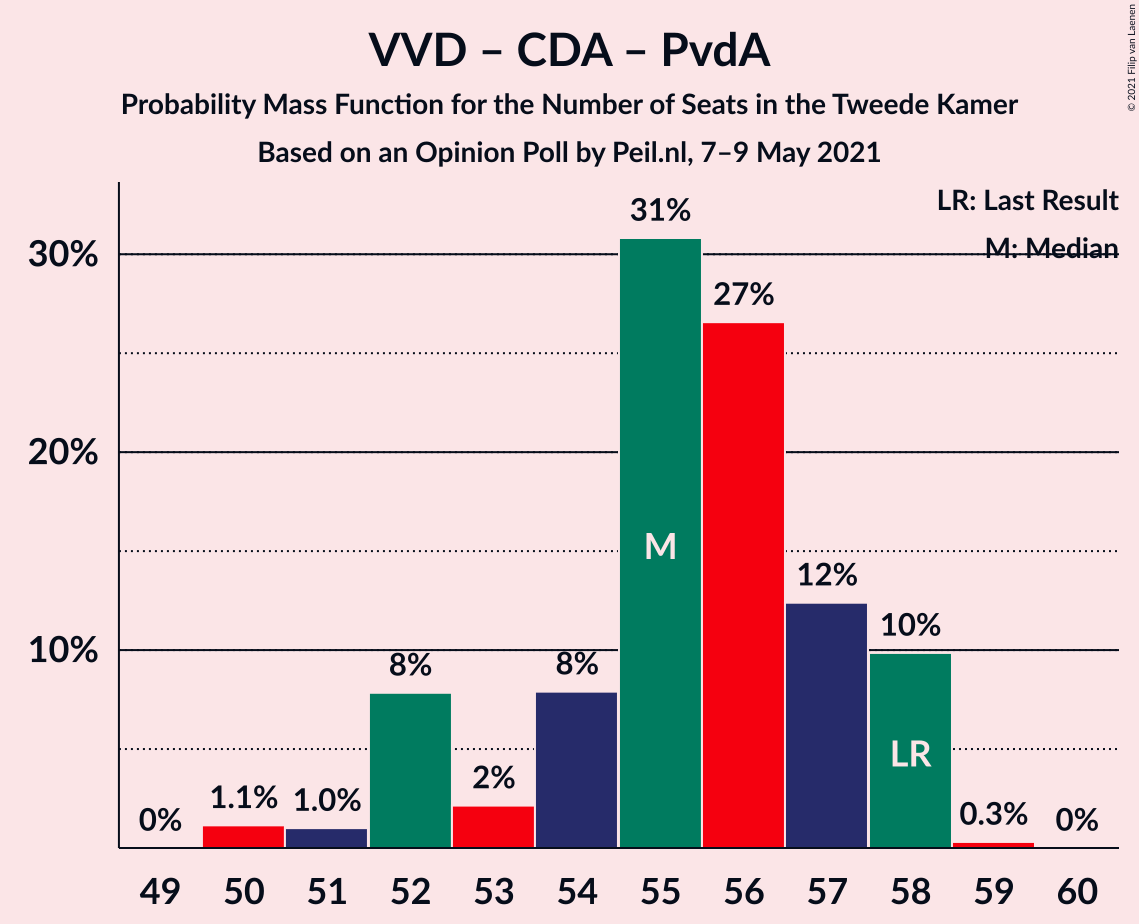 VVD – CDA – PvdA
Probability Mass Function for the Number of Seats in the Tweede Kamer
Based on an Opinion Poll by Peil.nl, 7–9 May 2021
© 2021 Filip van Laenen
LR: Last Result
M: Median
30%
20%
10%
0%
1.1%
1.0%
8%
2%
8%
31%
27%
12%
10%
0.3%
0%
M
LR
49 50 51 52 53 54 55 56 57 58 59 60